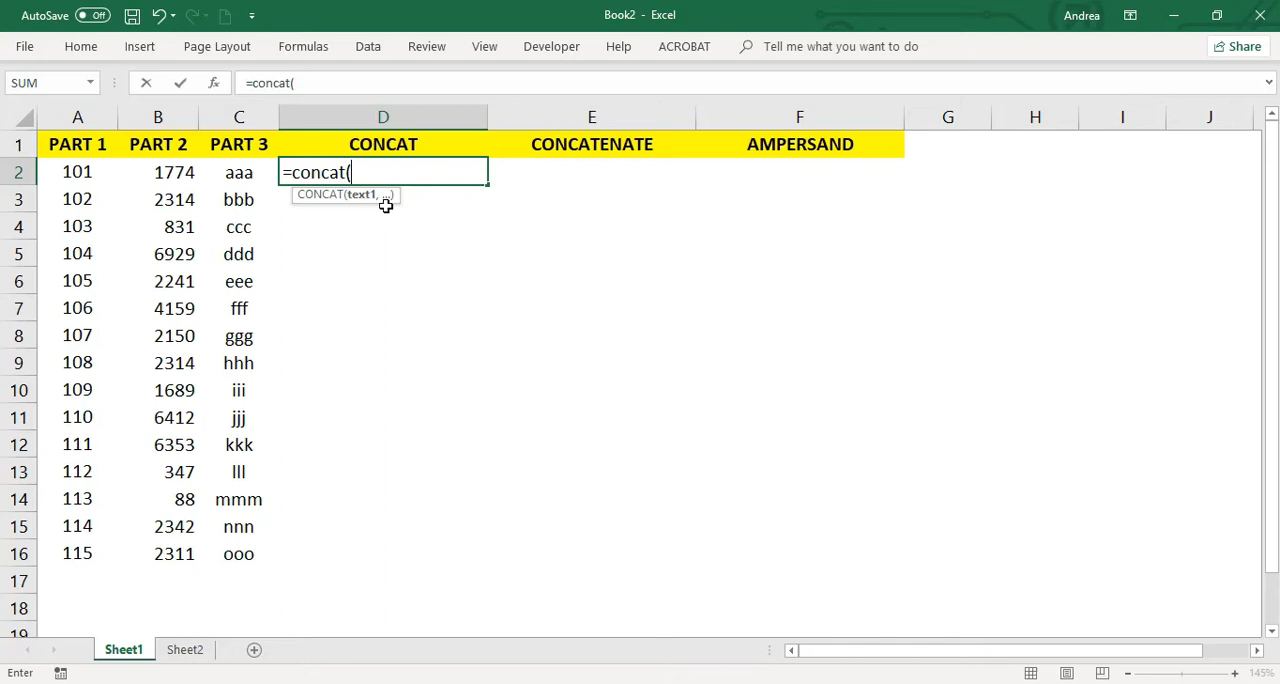 AutoSave Off Book2 - Excel Andrea
File Home Insert Page Layout Formulas Data Review View Developer Help ACROBAT Tell me what you want to do Share
SUM fx =concat(
A B C D E F G H I J
1 PART 1 PART 2 PART 3 CONCAT CONCATENATE AMPERSAND
2 101 1774 aaa =concat(
CONCAT(text1, ...)
3 102 2314 bbb
4 103 831 ccc
5 104 6929 ddd
6 105 2241 eee
7 106 4159 fff
8 107 2150 ggg
9 108 2314 hhh
10 109 1689 iii
11 110 6412 jjj
12 111 6353 kkk
13 112 347 lll
14 113 88 mmm
15 114 2342 nnn
16 115 2311 ooo
17
18
19
Sheet1 Sheet2
Enter 145%